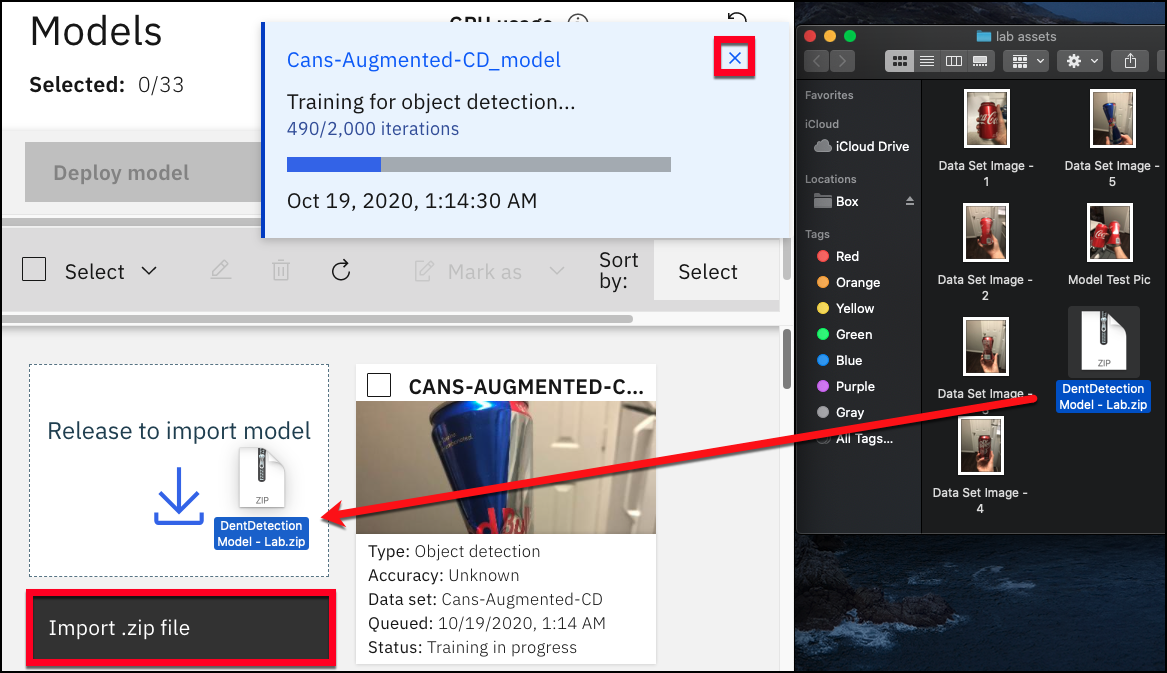 Models
GPU usage
Selected: 0/33
Cans-Augmented-CD_model
Training for object detection...
490/2,000 iterations
Oct 19, 2020, 1:14:30 AM
Deploy model
Select
Mark as
Sort
by:
Select
Release to import model
ZIP
DentDetection
Model - Lab.zip
Import .zip file
CANS-AUGMENTED-C...
Type: Object detection
Accuracy: Unknown
Data set: Cans-Augmented-CD
Queued: 10/19/2020, 1:14 AM
Status: Training in progress
lab assets
Favorites
iCloud
iCloud Drive
Locations
Box
Tags
Red
Orange
Yellow
Green
Blue
Purple
Gray
All Tags...
Data Set Image -
1
Data Set Image -
5
Data Set Image -
2
Model Test Pic
Data Set Image -
ZIP
DentDetection
Model - Lab.zip
Data Set Image -
4